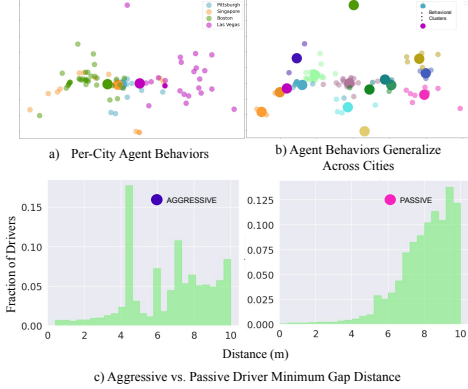 Pittsburgh
Singapore
Boston
Las Vegas
Behavioral
Clusters
a) Per-City Agent Behaviors
b) Agent Behaviors Generalize
Across Cities
AGGRESSIVE
PASSIVE
Fraction of Drivers
0.15
0.10
0.05
0.00
0 2 4 6 8 10
0.125
0.100
0.075
0.050
0.025
0.000
0 2 4 6 8 10
Distance (m)
c) Aggressive vs. Passive Driver Minimum Gap Distance